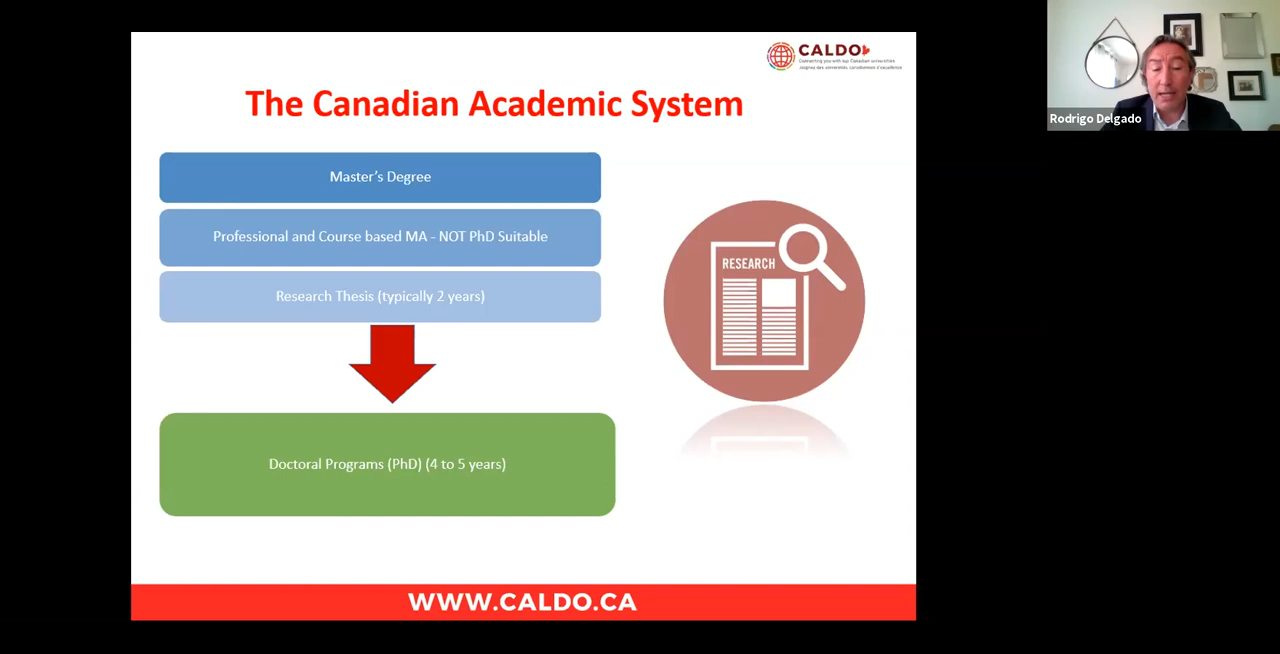 CALDO
Connecting you with top Canadian universities
The Canadian Academic System
Master's Degree
Professional and Course based MA - NOT PhD Suitable
Research Thesis (typically 2 years)
Doctoral Programs (PhD) (4 to 5 years)
RESEARCH
WWW.CALDO.CA
Rodrigo Delgado